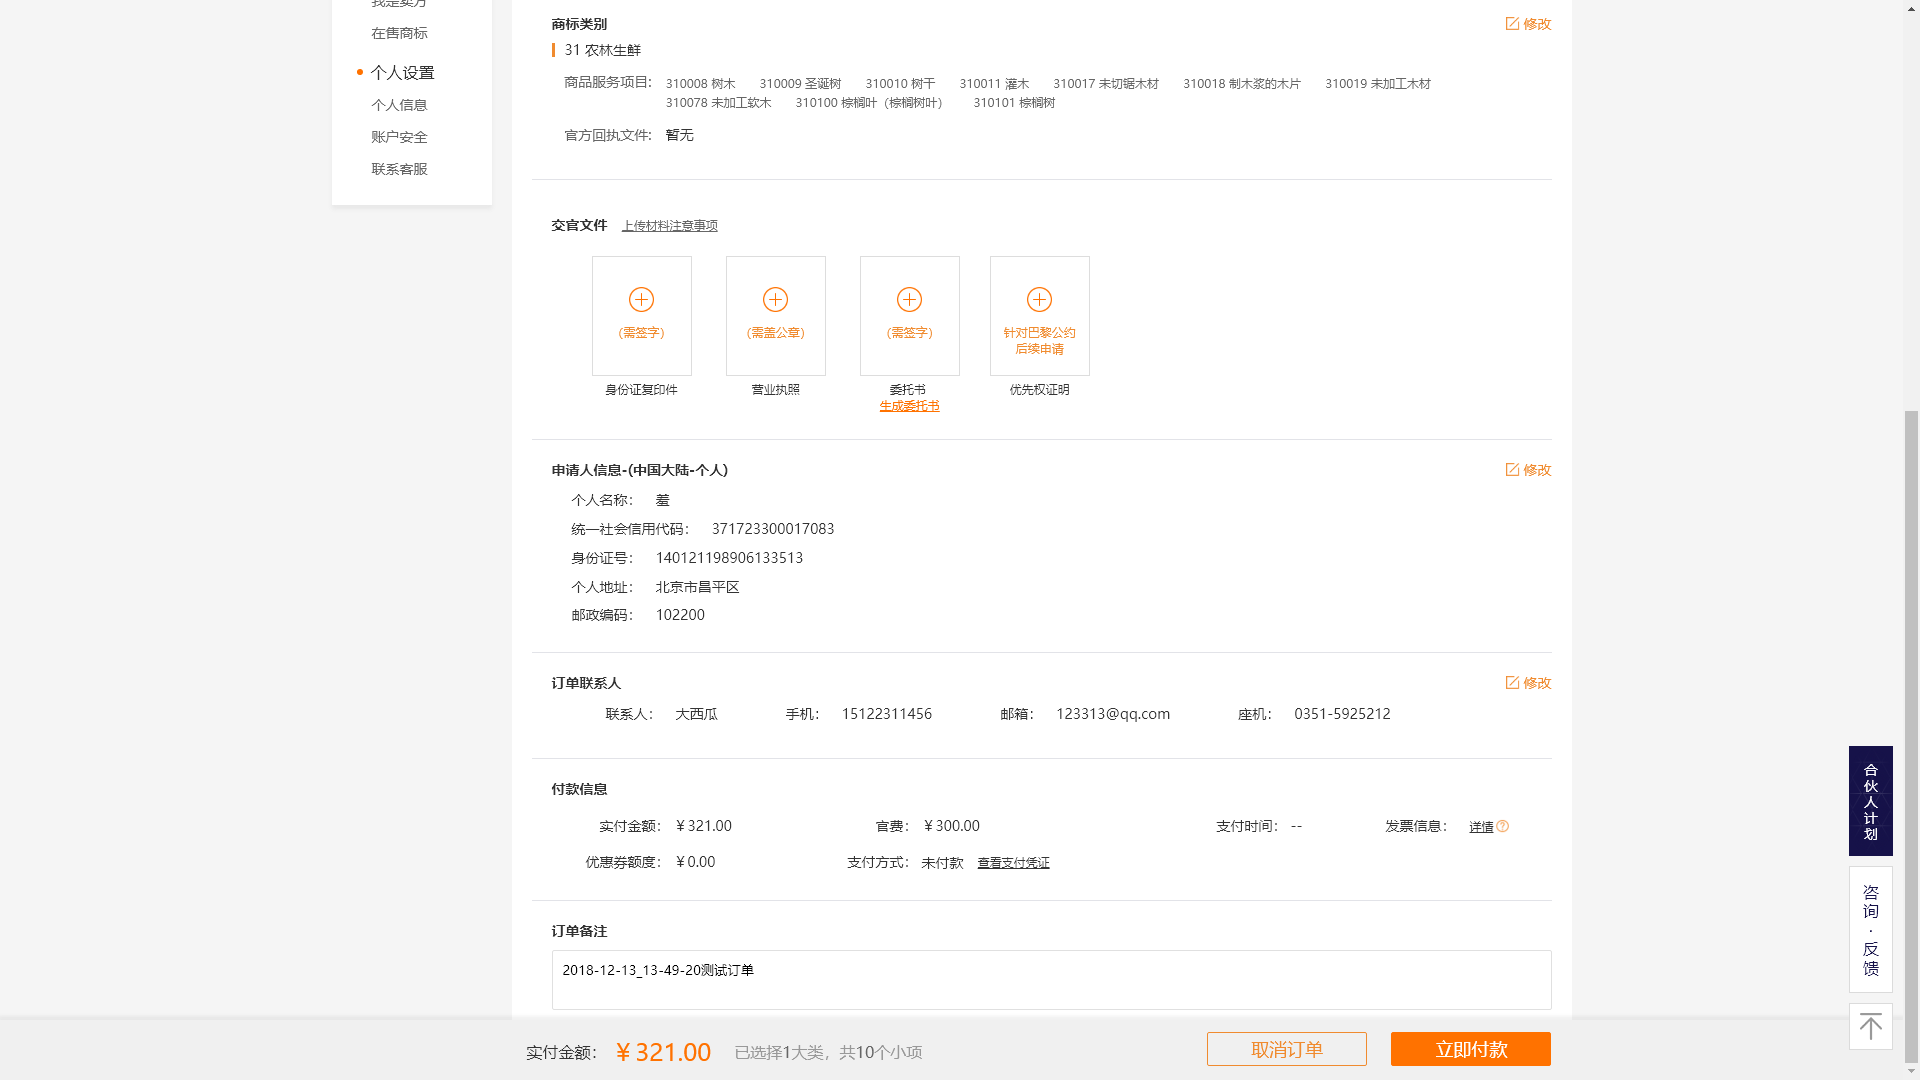 我是卖方
在售商标
个人设置
个人信息
账户安全
联系客服
商标类别
修改
31 农林生鲜
商品服务项目: 310008 树木 310009 圣诞树 310010 树干 310011 灌木 310017 未切锯木材 310018 制木浆的木片 310019 未加工木材
310078 未加工软木 310100 棕榈叶（棕榈树叶） 310101 棕榈树
官方回执文件: 暂无
交官文件 上传材料注意事项
(需签字) (需盖公章) (需签字) 针对巴黎公约
后续申请
身份证复印件 营业执照 委托书 优先权证明
生成委托书
申请人信息-(中国大陆-个人)
修改
个人名称： 羞
统一社会信用代码： 371723300017083
身份证号： 140121198906133513
个人地址： 北京市昌平区
邮政编码： 102200
订单联系人
修改
联系人： 大西瓜 手机： 15122311456 邮箱： 123313@qq.com 座机： 0351-5925212
付款信息
实付金额： ￥321.00 官费： ￥300.00 支付时间： -- 发票信息： 详情?
优惠券额度： ￥0.00 支付方式： 未付款 查看支付凭证
订单备注
2018-12-13_13-49-20测试订单
实付金额： ￥321.00 已选择1大类，共10个小项
取消订单
立即付款
合伙人计划
咨询·反馈